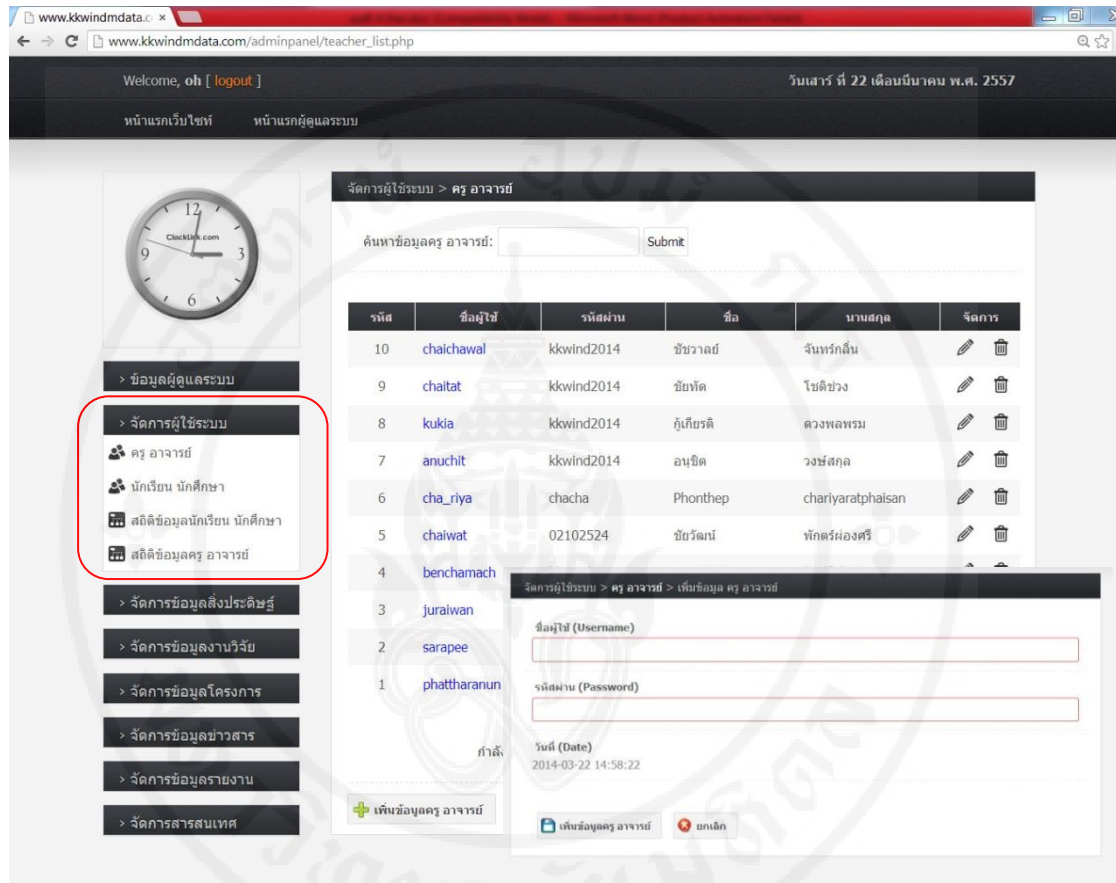 www.kkwindmdata.c ×
www.kkwindmdata.com/adminpanel/teacher_list.php
Welcome, oh [ logout ]
วันเสาร์ ที่ 22 เดือนมีนาคม พ.ศ. 2557
หน้าแรกเว็บไซท์ หน้าแรกผู้ดูแลระบบ
12
3
6
9
ClockLink.com
> ข้อมูลผู้ดูแลระบบ
> จัดการผู้ใช้ระบบ
ครู อาจารย์
นักเรียน นักศึกษา
สถิติข้อมูลนักเรียน นักศึกษา
สถิติข้อมูลครู อาจารย์
> จัดการข้อมูลสิ่งประดิษฐ์
> จัดการข้อมูลงานวิจัย
> จัดการข้อมูลโครงการ
> จัดการข้อมูลข่าวสาร
> จัดการข้อมูลรายงาน
> จัดการสารสนเทศ
จัดการผู้ใช้ระบบ > ครู อาจารย์
ค้นหาข้อมูลครู อาจารย์: Submit
รหัส ชื่อผู้ใช้ รหัสผ่าน ชื่อ นามสกุล จัดการ
10 chaichawal kkwind2014 ชัชวาลย์ จันทร์กลิ่น
9 chaitat kkwind2014 ชัยทัต โชติช่วง
8 kukia kkwind2014 กู้เกียรติ ดวงพลพรม
7 anuchit kkwind2014 อนุชิต วงษ์สกุล
6 cha_riya chacha Phonthep chariyaratphaisan
5 chaiwat 02102524 ชัยวัฒน์ พักตร์ผ่องศรี
4 benchamach
3 juraiwan
2 sarapee
1 phattharanun
เพิ่มข้อมูลครู อาจารย์
จัดการผู้ใช้ระบบ > ครู อาจารย์ > เพิ่มข้อมูล ครู อาจารย์
ชื่อผู้ใช้ (Username)
รหัสผ่าน (Password)
วันที่ (Date)
2014-03-22 14:58:22
เพิ่มข้อมูลครู อาจารย์ ยกเลิก